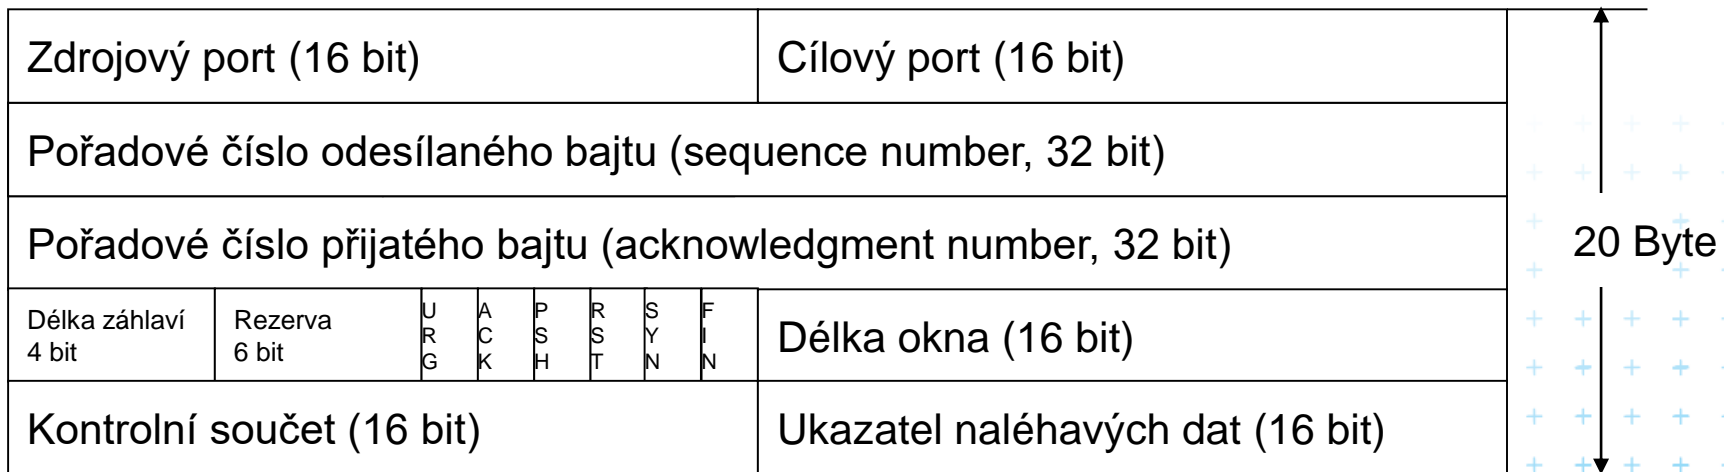 Zdrojový port (16 bit)
Cílový port (16 bit)
Pořadové číslo odesílaného bajtu (sequence number, 32 bit)
Pořadové číslo přijatého bajtu (acknowledgment number, 32 bit)
20 Byte
Délka záhlaví
4 bit
Rezerva
6 bit
URG
ACK
PSH
RST
SYN
FIN
Délka okna (16 bit)
Kontrolní součet (16 bit)
Ukazatel naléhavých dat (16 bit)